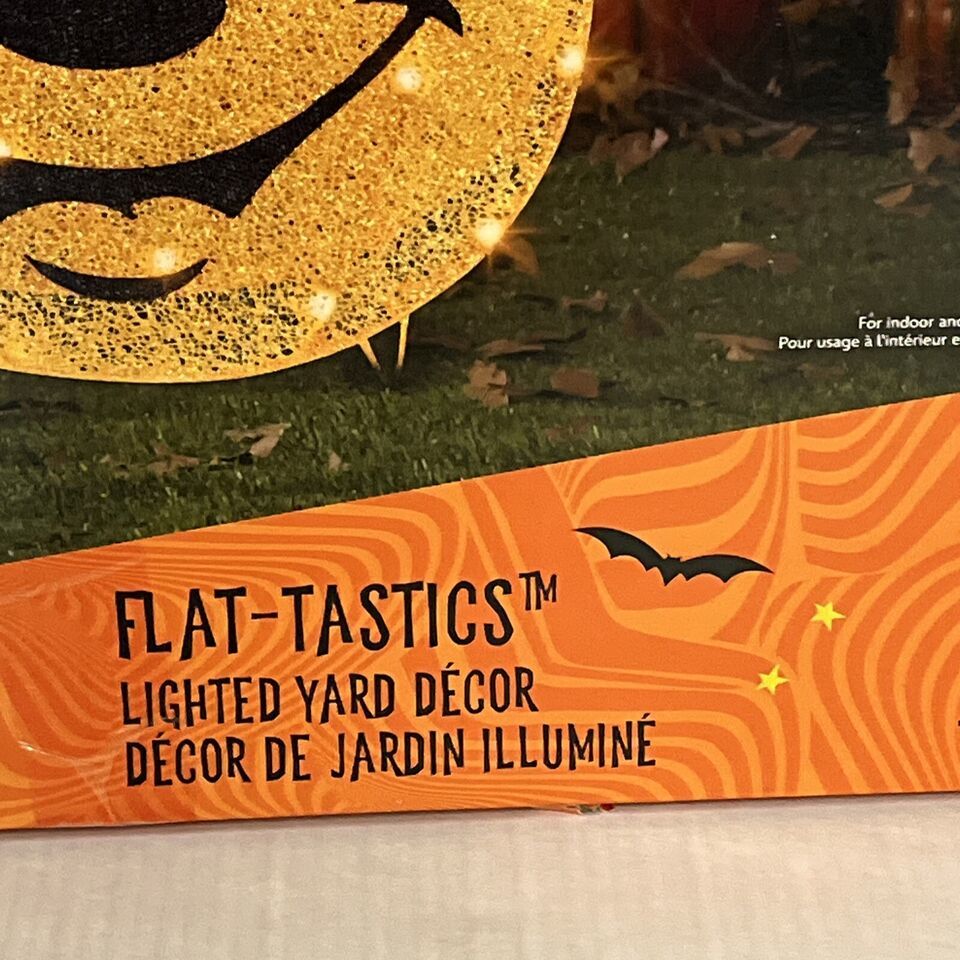 For indoor and
Pour usage à l'intérieur e
FLAT-TASTICS™
LIGHTED YARD DÉCOR
DÉCOR DE JARDIN ILLUMINÉ